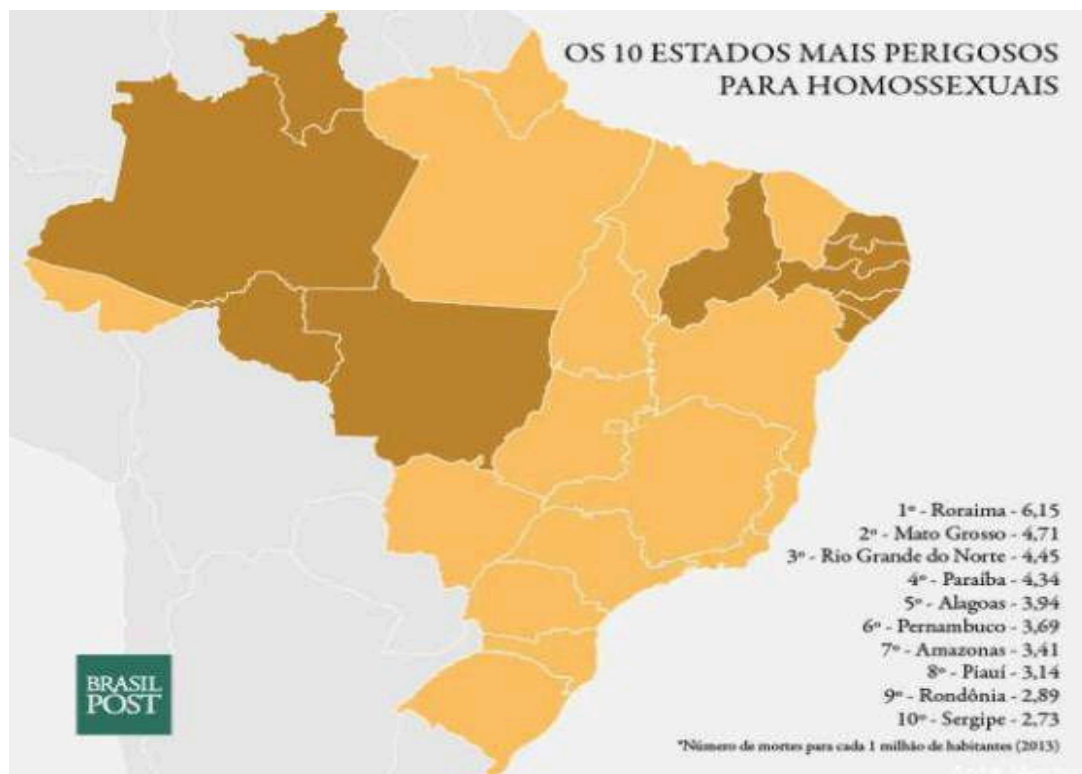 OS 10 ESTADOS MAIS PERIGOSOS
PARA HOMOSSEXUAIS
1º - Roraima - 6,15
2º - Mato Grosso - 4,71
3º - Rio Grande do Norte - 4,45
4º - Paraíba - 4,34
5º - Alagoas - 3,94
6º - Pernambuco - 3,69
7º - Amazonas - 3,41
8º - Piauí - 3,14
9º - Rondônia - 2,89
10º - Sergipe - 2,73
*Número de mortes para cada 1 milhão de habitantes (2013)
BRASIL
POST